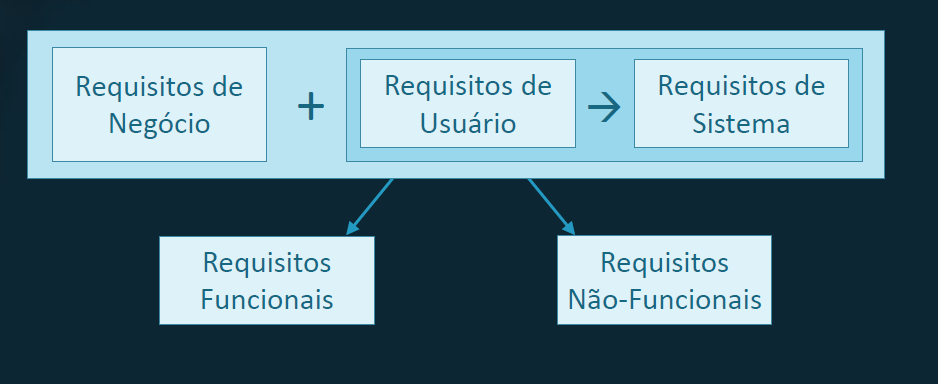 Requisitos de
Negócio
+
Requisitos de
Usuário
→
Requisitos de
Sistema
Requisitos
Funcionais
Requisitos
Não-Funcionais